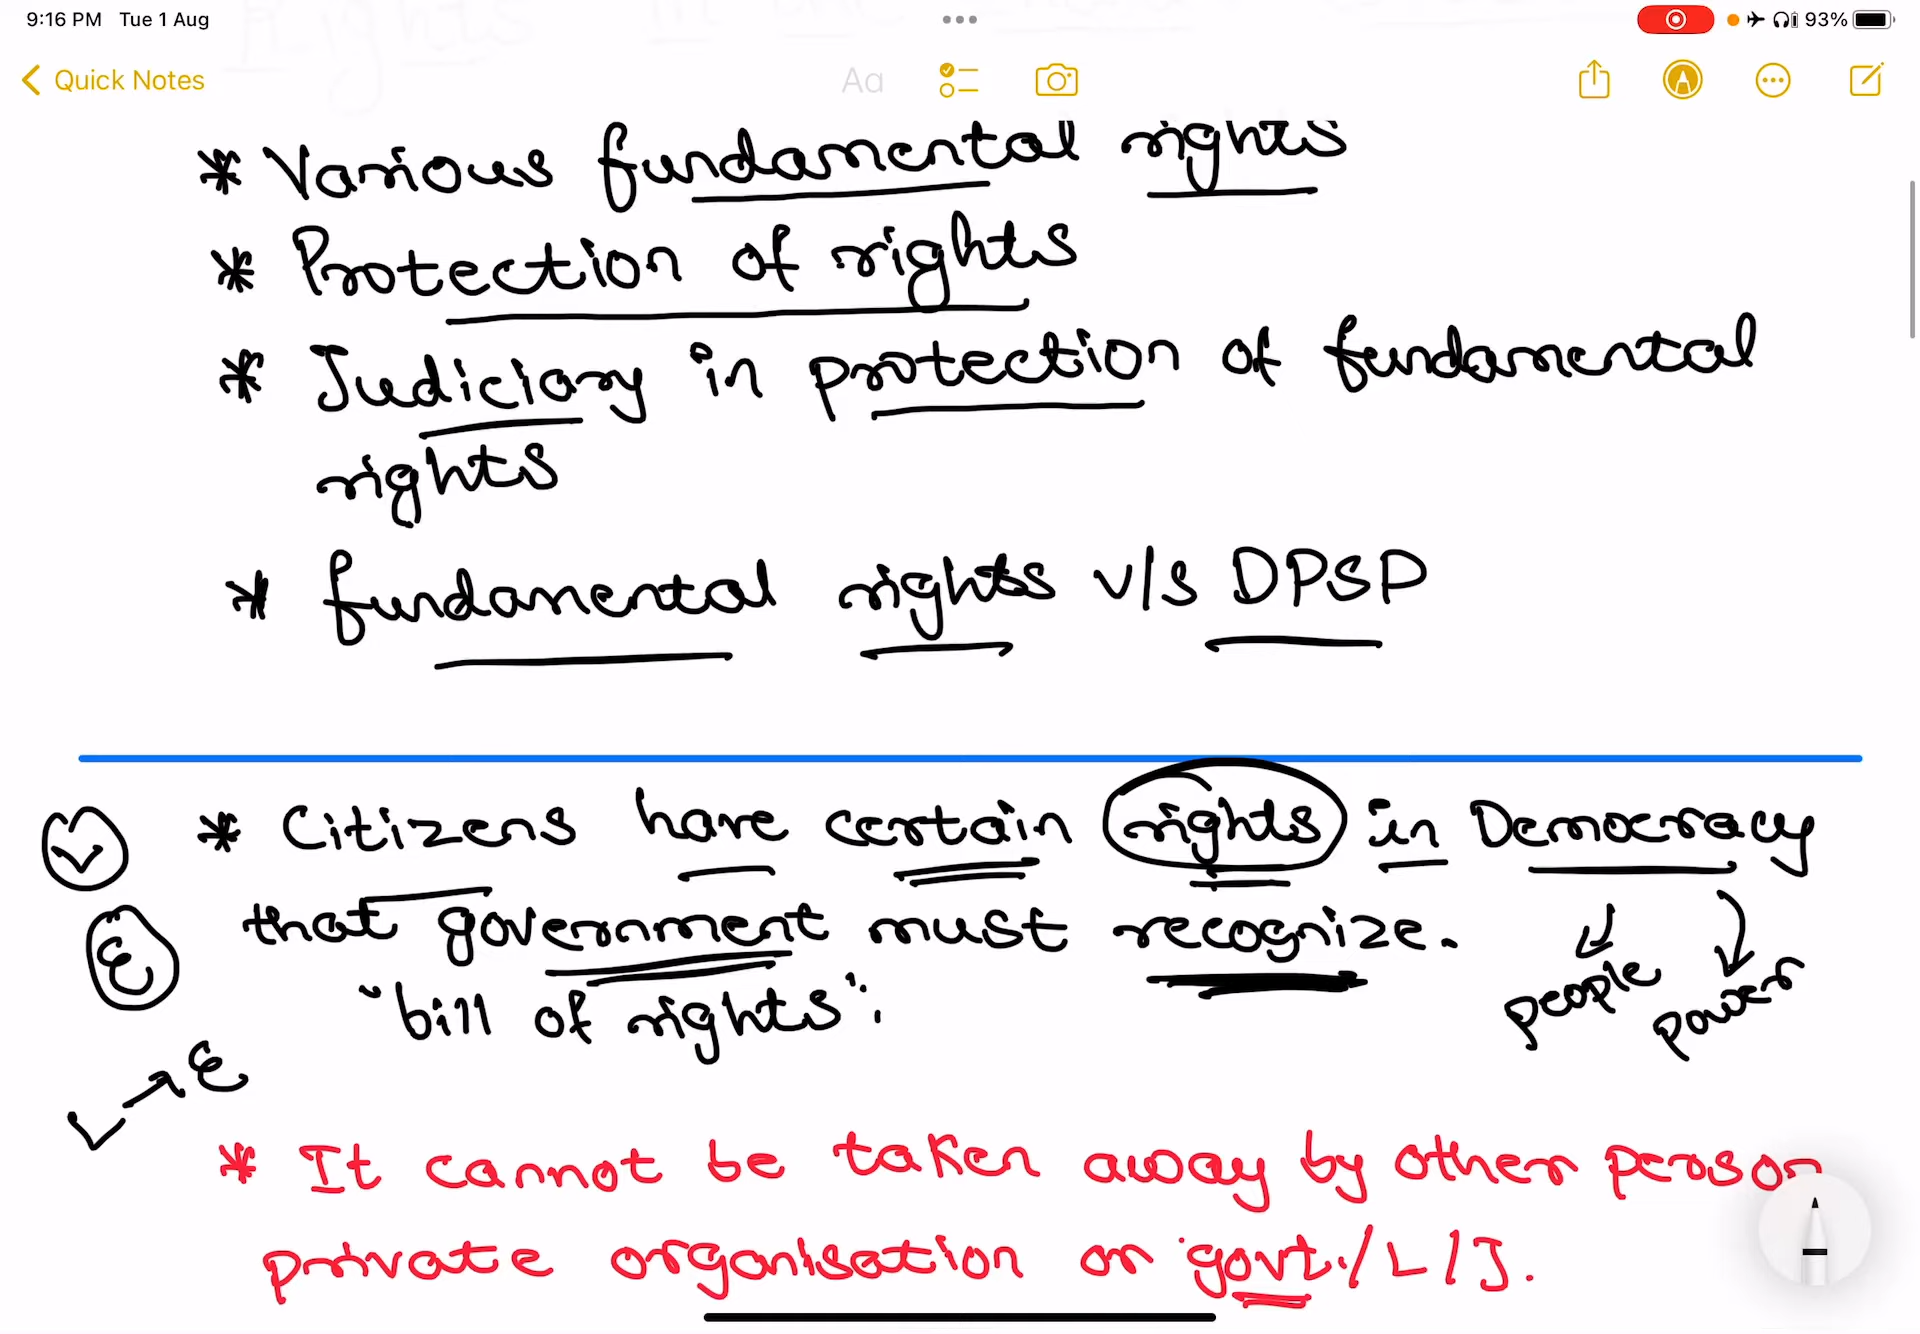 9:16 PM Tue 1 Aug
93%
Quick Notes
Aa
* Various fundamental rights
* Protection of rights
* Judiciary in protection of fundamental
rights
* fundamental rights v/s DPSP
* Citizens have certain rights in Democracy
that government must recognize.
people
power
"bill of rights":
* It cannot be taken away by other person
private organisation or govt./L/J.